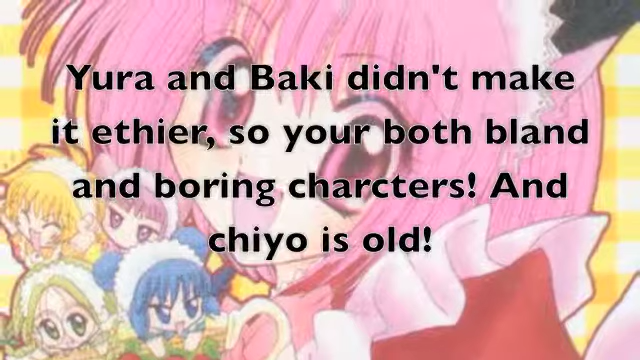 Yura and Baki didn't make
it ethier, so your both bland
and boring charcters! And
chiyo is old!